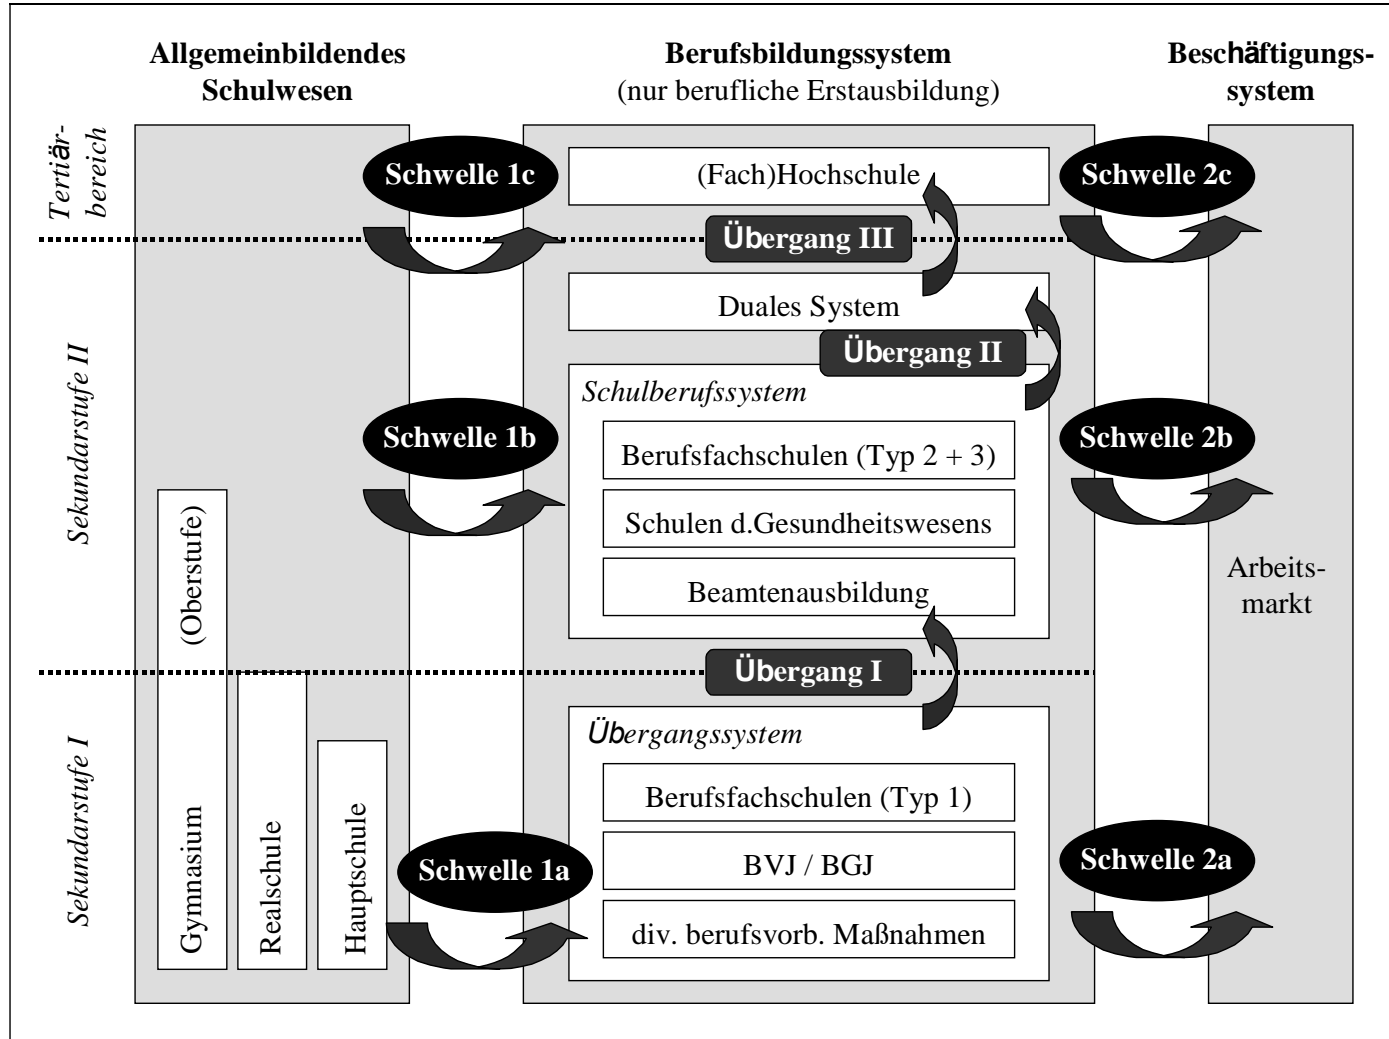 Allgemeinbildendes
Schulwesen
Berufsbildungssystem
(nur berufliche Erstausbildung)
Beschäftigungs-
system
Tertiär-
bereich
Schwelle 1c
(Fach)Hochschule
Schwelle 2c
Übergang III
Duales System
Übergang II
Sekundarstufe II
Schulberufssystem
Schwelle 1b
Berufsfachschulen (Typ 2 + 3)
Schwelle 2b
Schulen d.Gesundheitswesens
Beamtenausbildung
Arbeits-
markt
(Oberstufe)
Übergang I
Sekundarstufe I
Gymnasium
Realschule
Hauptschule
Übergangssystem
Berufsfachschulen (Typ 1)
Schwelle 1a
BVJ / BGJ
Schwelle 2a
div. berufsvorb. Maßnahmen